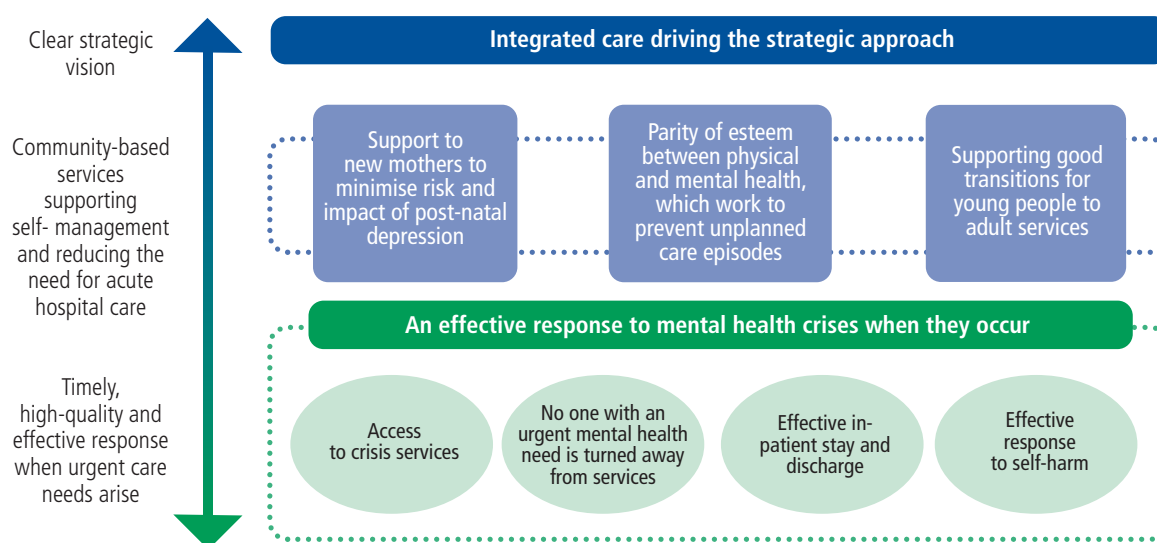 Clear strategic
vision
Integrated care driving the strategic approach
Community-based
services
supporting
self- management
and reducing the
need for acute
hospital care
Support to
new mothers to
minimise risk and
impact of post-natal
depression
Parity of esteem
between physical
and mental health,
which work to
prevent unplanned
care episodes
Supporting good
transitions for
young people to
adult services
An effective response to mental health crises when they occur
Timely,
high-quality and
effective response
when urgent care
needs arise
Access
to crisis services
No one with an
urgent mental health
need is turned away
from services
Effective in-
patient stay and
discharge
Effective
response
to self-harm